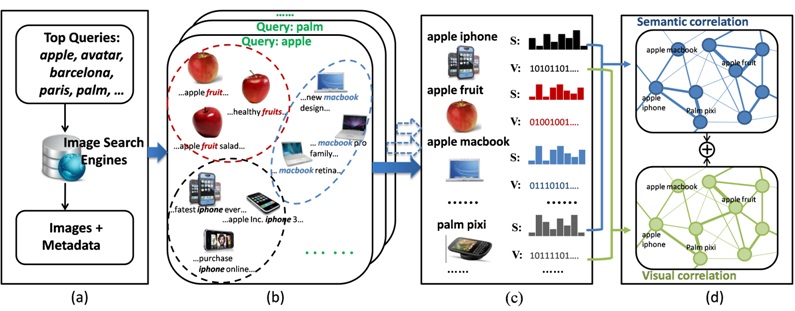 Top Queries:
apple, avatar,
barcelona,
paris, palm, ...
Image Search
Engines
Images +
Metadata
(a)
......
Query: palm
Query: apple
...apple fruit...
...healthy fruits...
...apple fruit salad...
...new macbook
design...
... macbook pro
family...
... macbook retina...
...fatest iphone ever...
...apple Inc. iphone 3...
...purchase
iphone online...
... ...
(b)
apple iphone
S:
V: 10101101....
apple fruit
S:
V: 01001001....
apple macbook
S:
V: 01110101....
......
......
palm pixi
S:
V: 10111101....
......
......
(c)
Semantic correlation
apple macbook
apple fruit
apple
iphone
Palm pixi
apple macbook
apple fruit
apple
iphone
Palm pixi
Visual correlation
(d)